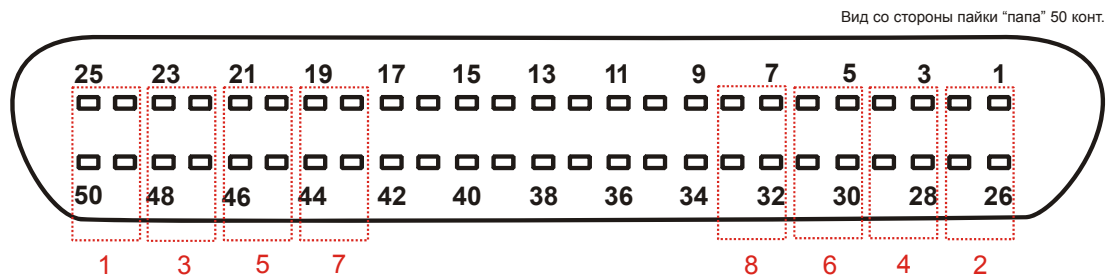 Вид со стороны пайки “папа” 50 конт.
25 23 21 19 17 15 13 11 9 7 5 3 1
50 48 46 44 42 40 38 36 34 32 30 28 26
1 3 5 7 8 6 4 2